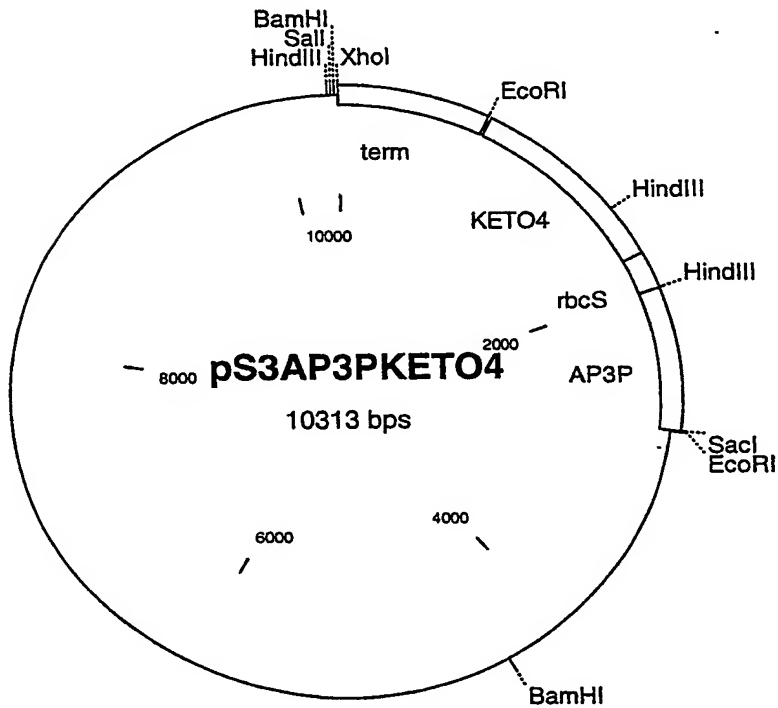 BamHI
SalI
HindIII XhoI
EcoRI
term
HindIII
KETO4
10000
HindIII
rbcS
2000
pS3AP3PKETO4
8000
AP3P
10313 bps
SacI
EcoRI
4000
6000
BamHI